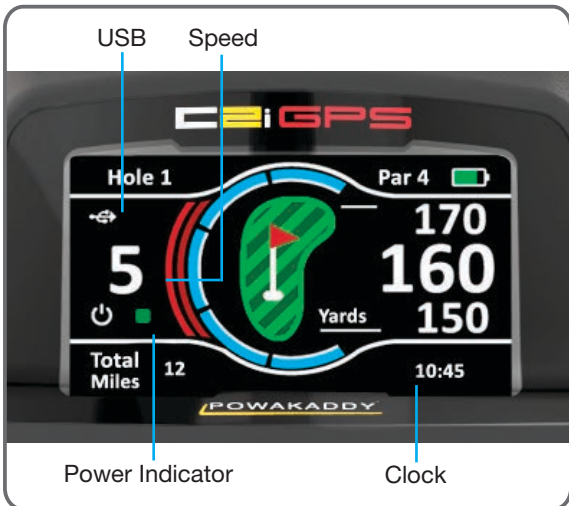 USB Speed
C2i GPS
Hole 1 Par 4
170
5 160
Yards 150
Total Miles 12 10:45
POWAKADDY
Power Indicator Clock